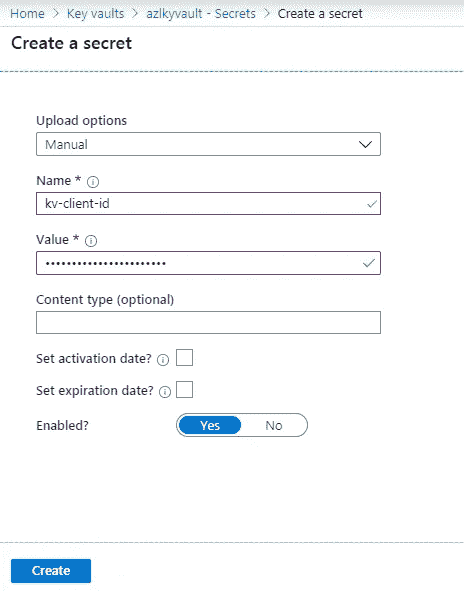 Home > Key vaults > azlkyvault - Secrets > Create a secret
Create a secret
Upload options
Manual
Name *
kv-client-id
Value *
•••••••••••••••••••••••
Content type (optional)
Set activation date?
Set expiration date?
Enabled? Yes No
Create